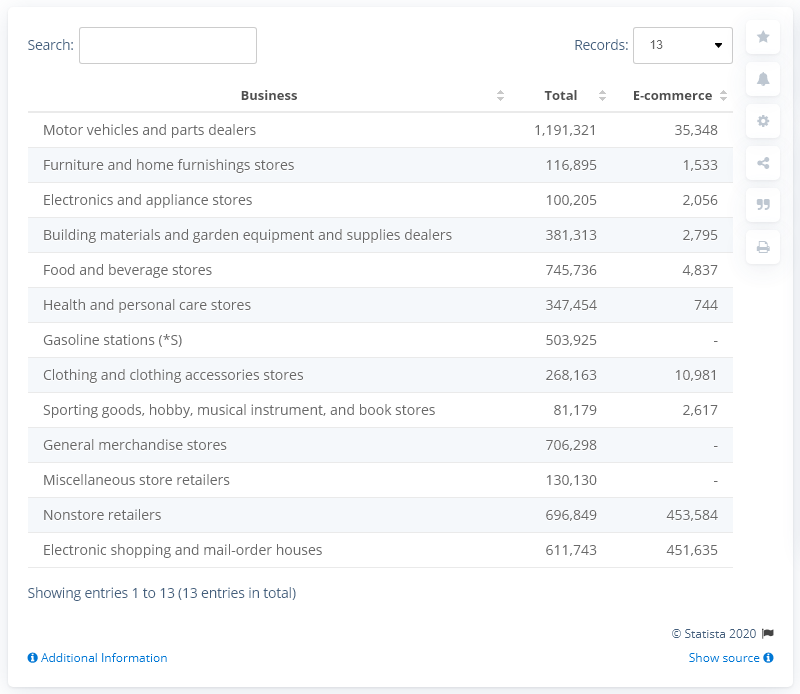 Search:
Records: 13
Business Total E-commerce
Motor vehicles and parts dealers 1,191,321 35,348
Furniture and home furnishings stores 116,895 1,533
Electronics and appliance stores 100,205 2,056
Building materials and garden equipment and supplies dealers 381,313 2,795
Food and beverage stores 745,736 4,837
Health and personal care stores 347,454 744
Gasoline stations (*S) 503,925 -
Clothing and clothing accessories stores 268,163 10,981
Sporting goods, hobby, musical instrument, and book stores 81,179 2,617
General merchandise stores 706,298 -
Miscellaneous store retailers 130,130 -
Nonstore retailers 696,849 453,584
Electronic shopping and mail-order houses 611,743 451,635
Showing entries 1 to 13 (13 entries in total)
© Statista 2020
Additional Information
Show source